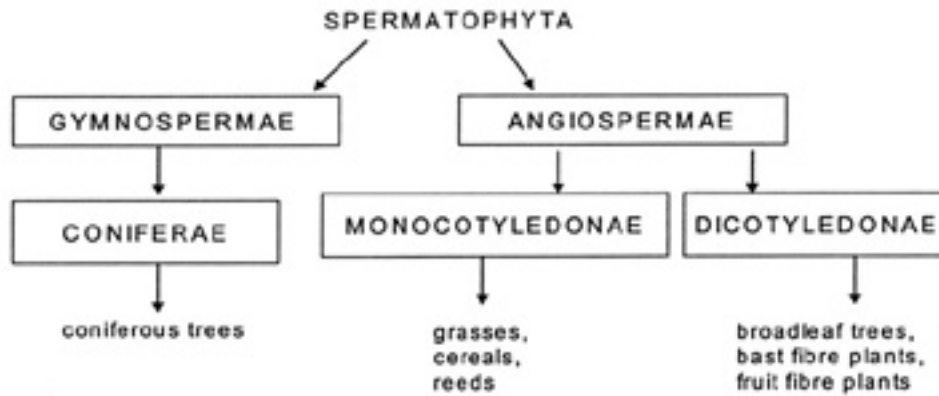 SPERMATOPHYTA
GYMNOSPERMAE
ANGIOSPERMAE
CONIFERAE
MONOCOTYLEDONAE
DICOTYLEDONAE
coniferous trees
grasses,
cereals,
reeds
broadleaf trees,
bast fibre plants,
fruit fibre plants